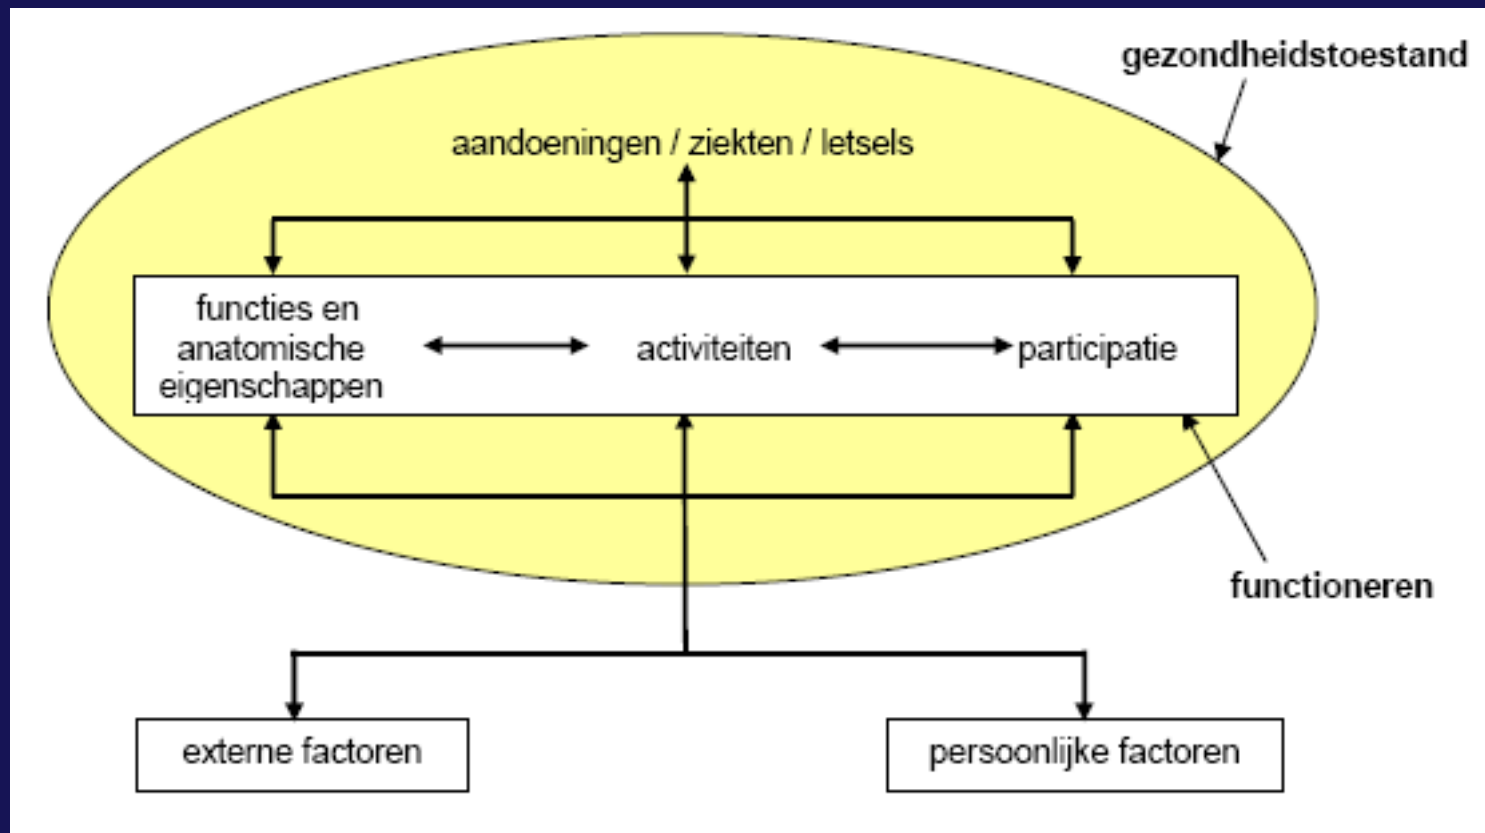 gezondheidstoestand
aandoeningen / ziekten / letsels
functies en
anatomische
eigenschappen
activiteiten
participatie
functioneren
externe factoren
persoonlijke factoren